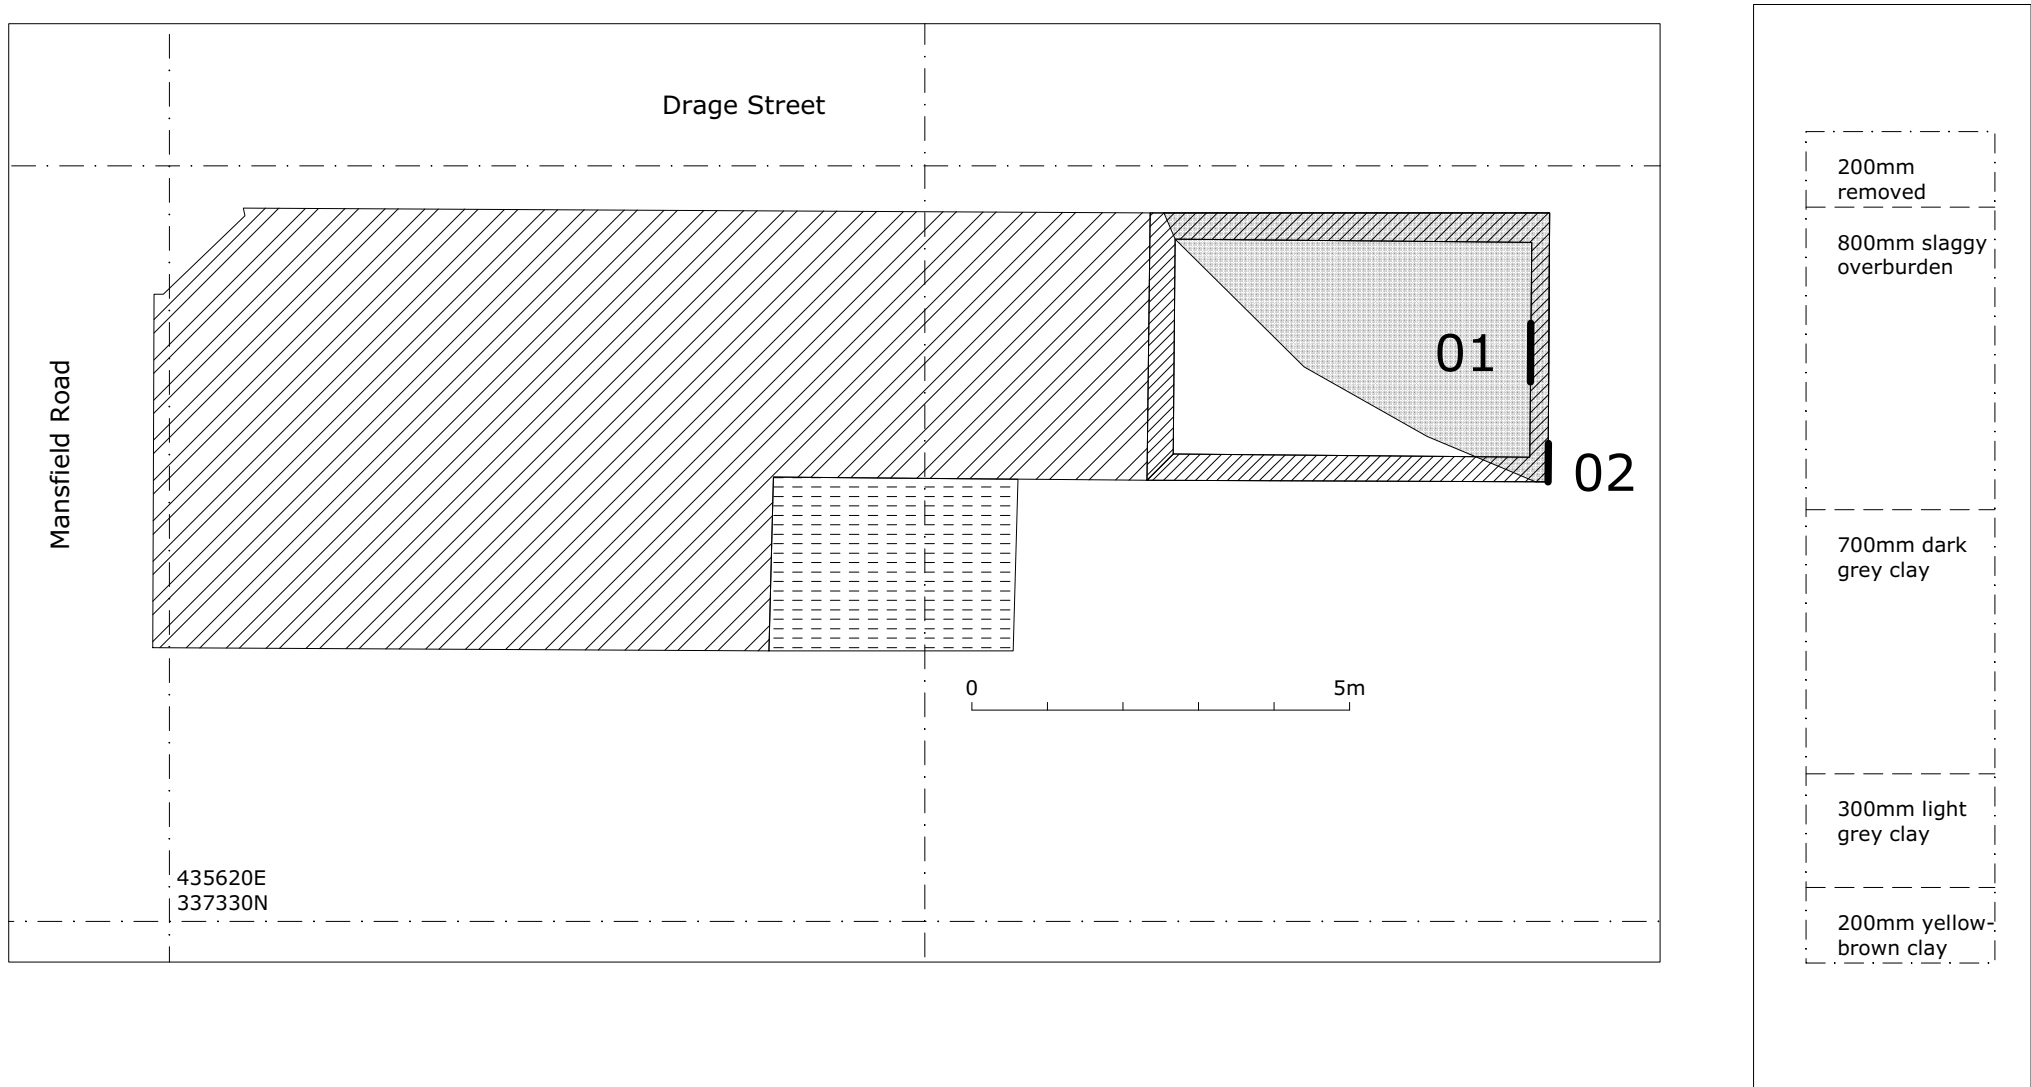 Drage Street
Mansfield Road
01
02
0
5m
435620E
337330N
200mm
removed
800mm slaggy
overburden
700mm dark
grey clay
300mm light
grey clay
200mm yellow-
brown clay